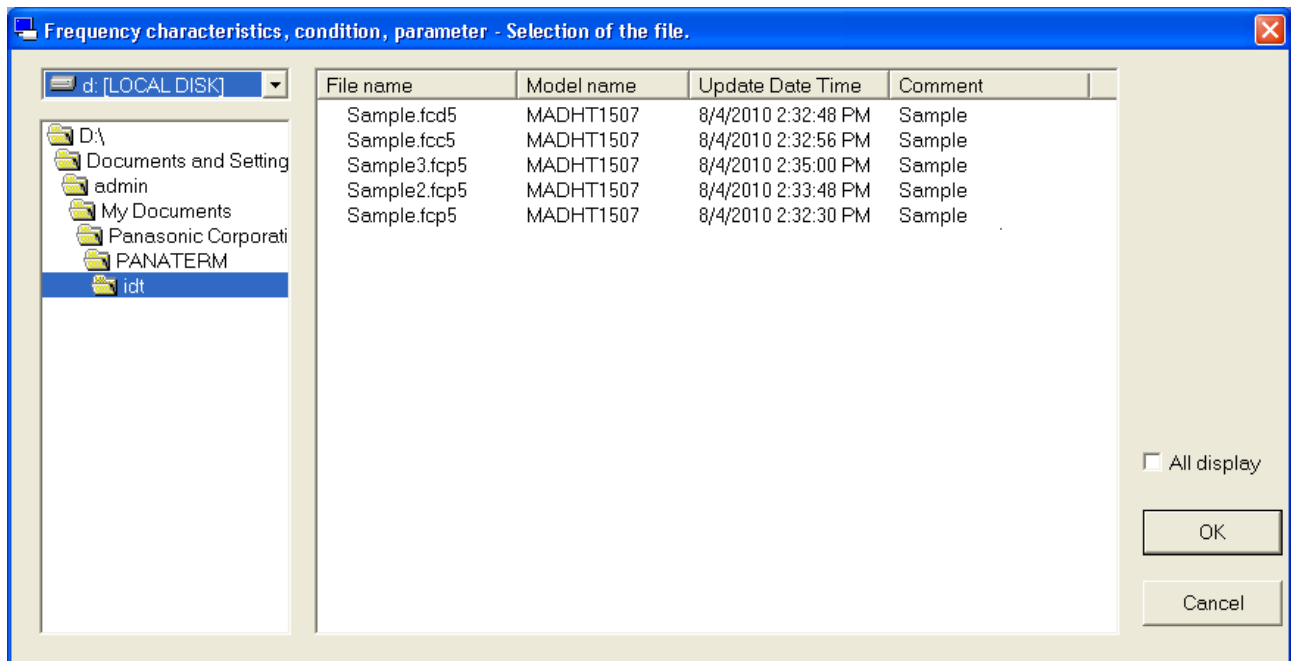 Frequency characteristics, condition, parameter - Selection of the file.
d: [LOCAL DISK]
D:\
Documents and Setting
admin
My Documents
Panasonic Corporati
PANATERM
idt
File name Model name Update Date Time Comment
Sample.fcd5 MADHT1507 8/4/2010 2:32:48 PM Sample
Sample.fcc5 MADHT1507 8/4/2010 2:32:56 PM Sample
Sample3.fcp5 MADHT1507 8/4/2010 2:35:00 PM Sample
Sample2.fcp5 MADHT1507 8/4/2010 2:33:48 PM Sample
Sample.fcp5 MADHT1507 8/4/2010 2:32:30 PM Sample
All display
OK
Cancel